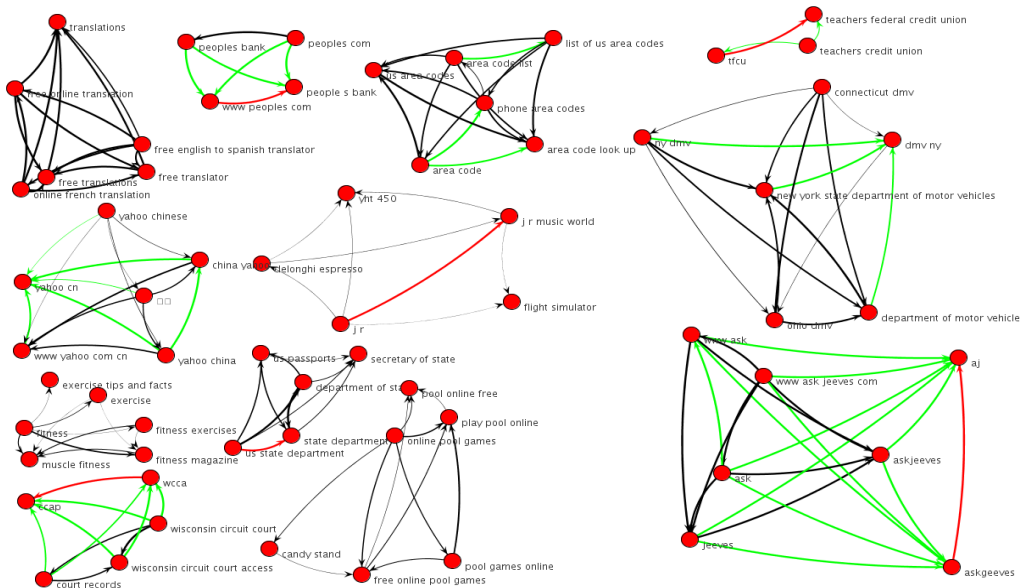 translations
free online translation
free english to spanish translator
free translations
free translator
online french translation
peoples bank
peoples com
people s bank
www peoples com
list of us area codes
area code list
us area codes
phone area codes
area code look up
area code
teachers federal credit union
teachers credit union
tfcu
connecticut dmv
ny dmv
dmv ny
new york state department of motor vehicles
ohio dmv
department of motor vehicle
yahoo chinese
china yahoo
yahoo cn
www yahoo com cn
yahoo china
yht 450
j r music world
delonghi espresso
flight simulator
j r
www ask
aj
www ask jeeves com
askjeeves
ask
jeeves
askgeeves
us passports
secretary of state
department of state
state department
us state department
exercise tips and facts
exercise
fitness
fitness exercises
muscle fitness
fitness magazine
pool online free
play pool online
online pool games
candy stand
pool games online
free online pool games
wcca
ccap
wisconsin circuit court
wisconsin circuit court access
court records